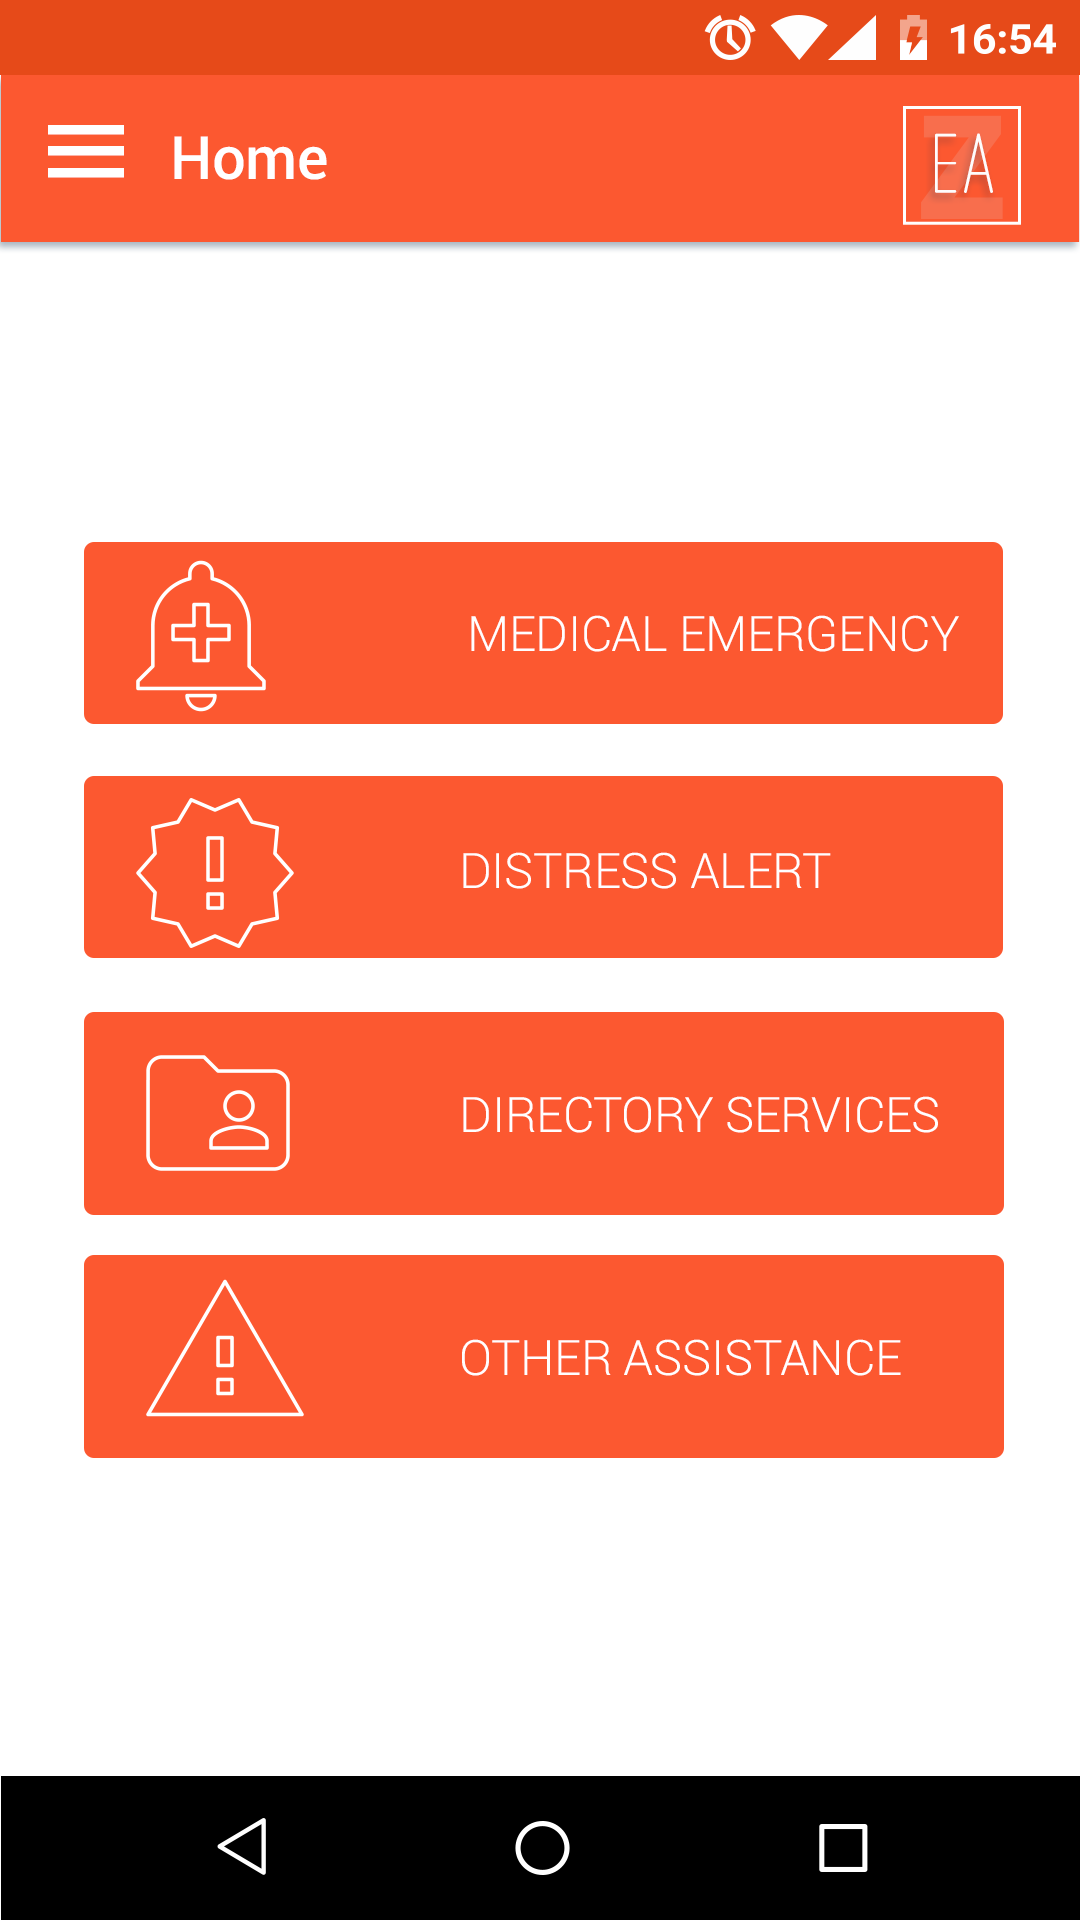 16:54
Home
EA
MEDICAL EMERGENCY
DISTRESS ALERT
DIRECTORY SERVICES
OTHER ASSISTANCE